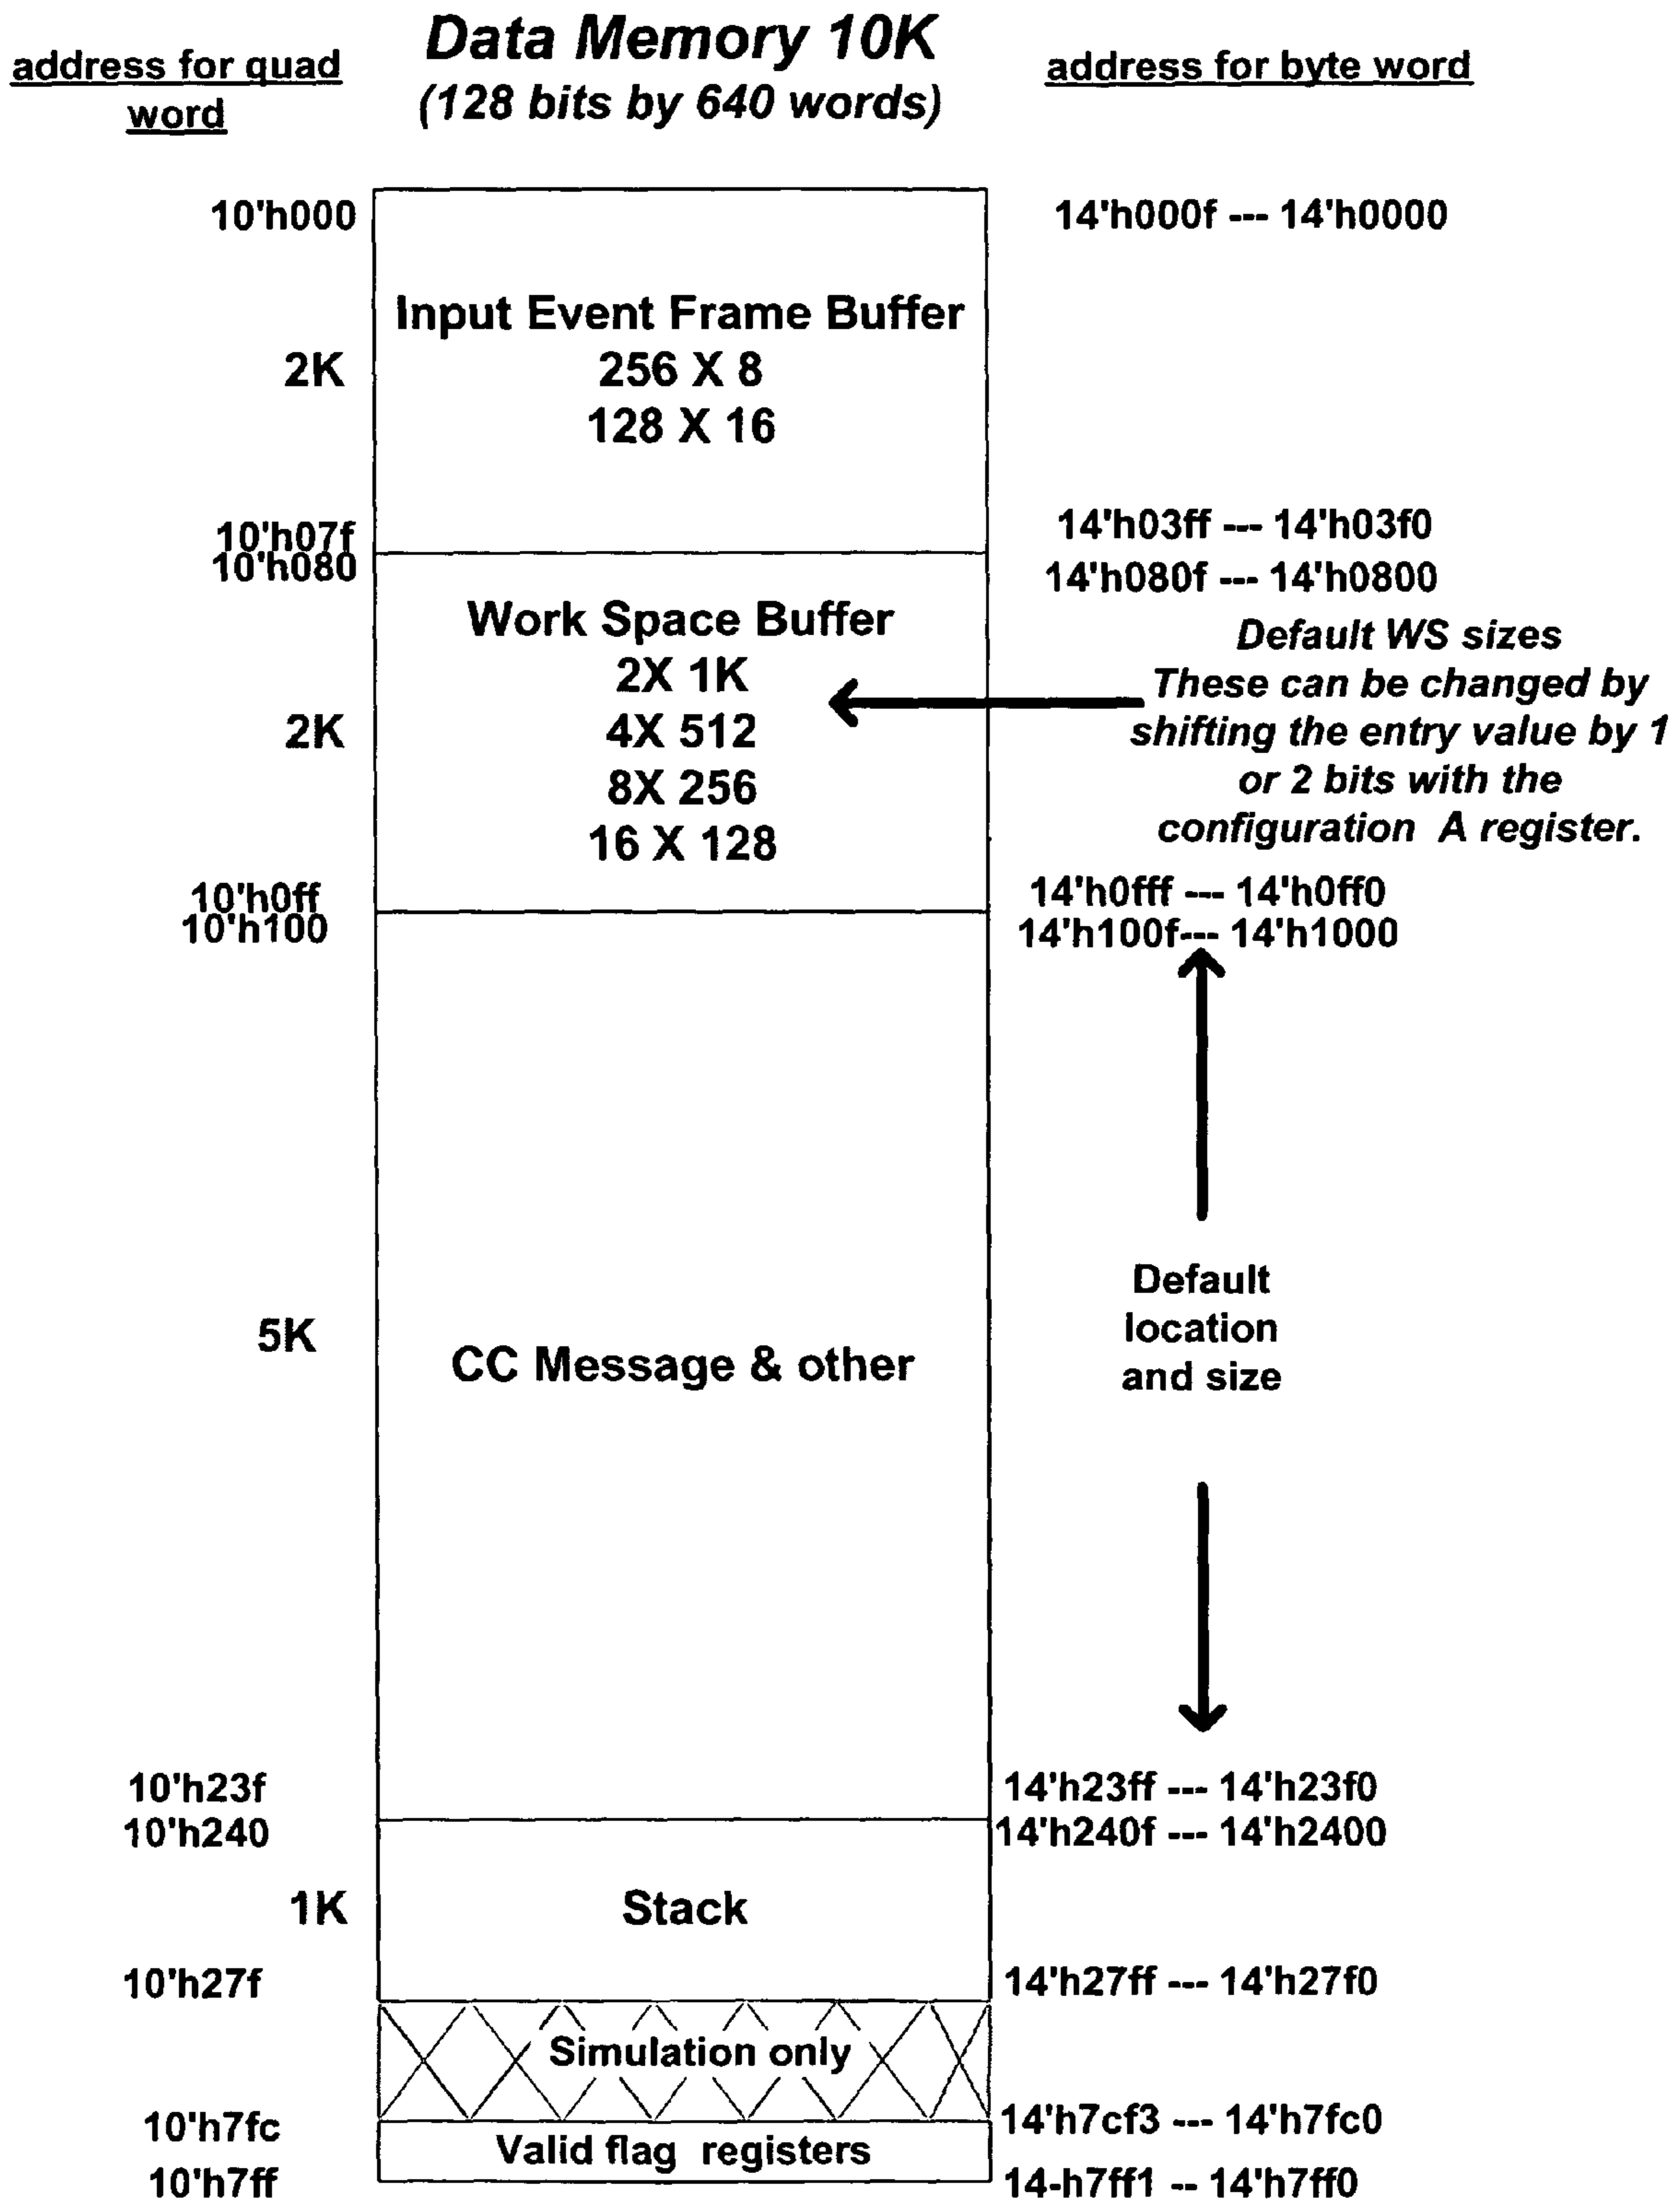 Data Memory 10K
(128 bits by 640 words)
address for quad
word
address for byte word
10'h000
14'h000f --- 14'h0000
Input Event Frame Buffer
256 X 8
128 X 16
2K
10'h07f
14'h03ff --- 14'h03f0
10'h080
14'h080f --- 14'h0800
Work Space Buffer
2X 1K
4X 512
8X 256
16 X 128
2K
Default WS sizes
These can be changed by
shifting the entry value by 1
or 2 bits with the
configuration A register.
10'h0ff
14'h0fff --- 14'h0ff0
10'h100
14'h100f--- 14'h1000
5K
CC Message & other
Default
location
and size
10'h23f
14'h23ff --- 14'h23f0
10'h240
14'h240f --- 14'h2400
1K
Stack
10'h27f
14'h27ff --- 14'h27f0
Simulation only
10'h7fc
14'h7cf3 --- 14'h7fc0
Valid flag registers
10'h7ff
14-h7ff1 -- 14'h7ff0